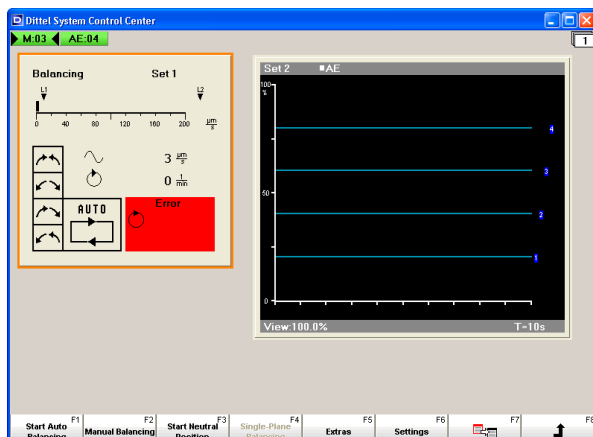 Dittel System Control Center
M:03 AE:04
1
Balancing Set 1
L1 L2
0 40 80 120 160 200 µm/s
3 µm/s
0 1/min
AUTO
Error
Set 2 AE
100-
%
50-
0-
4
3
2
1
View:100.0% T=10s
F1 Start Auto Balancing
F2 Manual Balancing
F3 Start Neutral Position
F4 Single-Plane Balancing
F5 Extras
F6 Settings
F7
F8